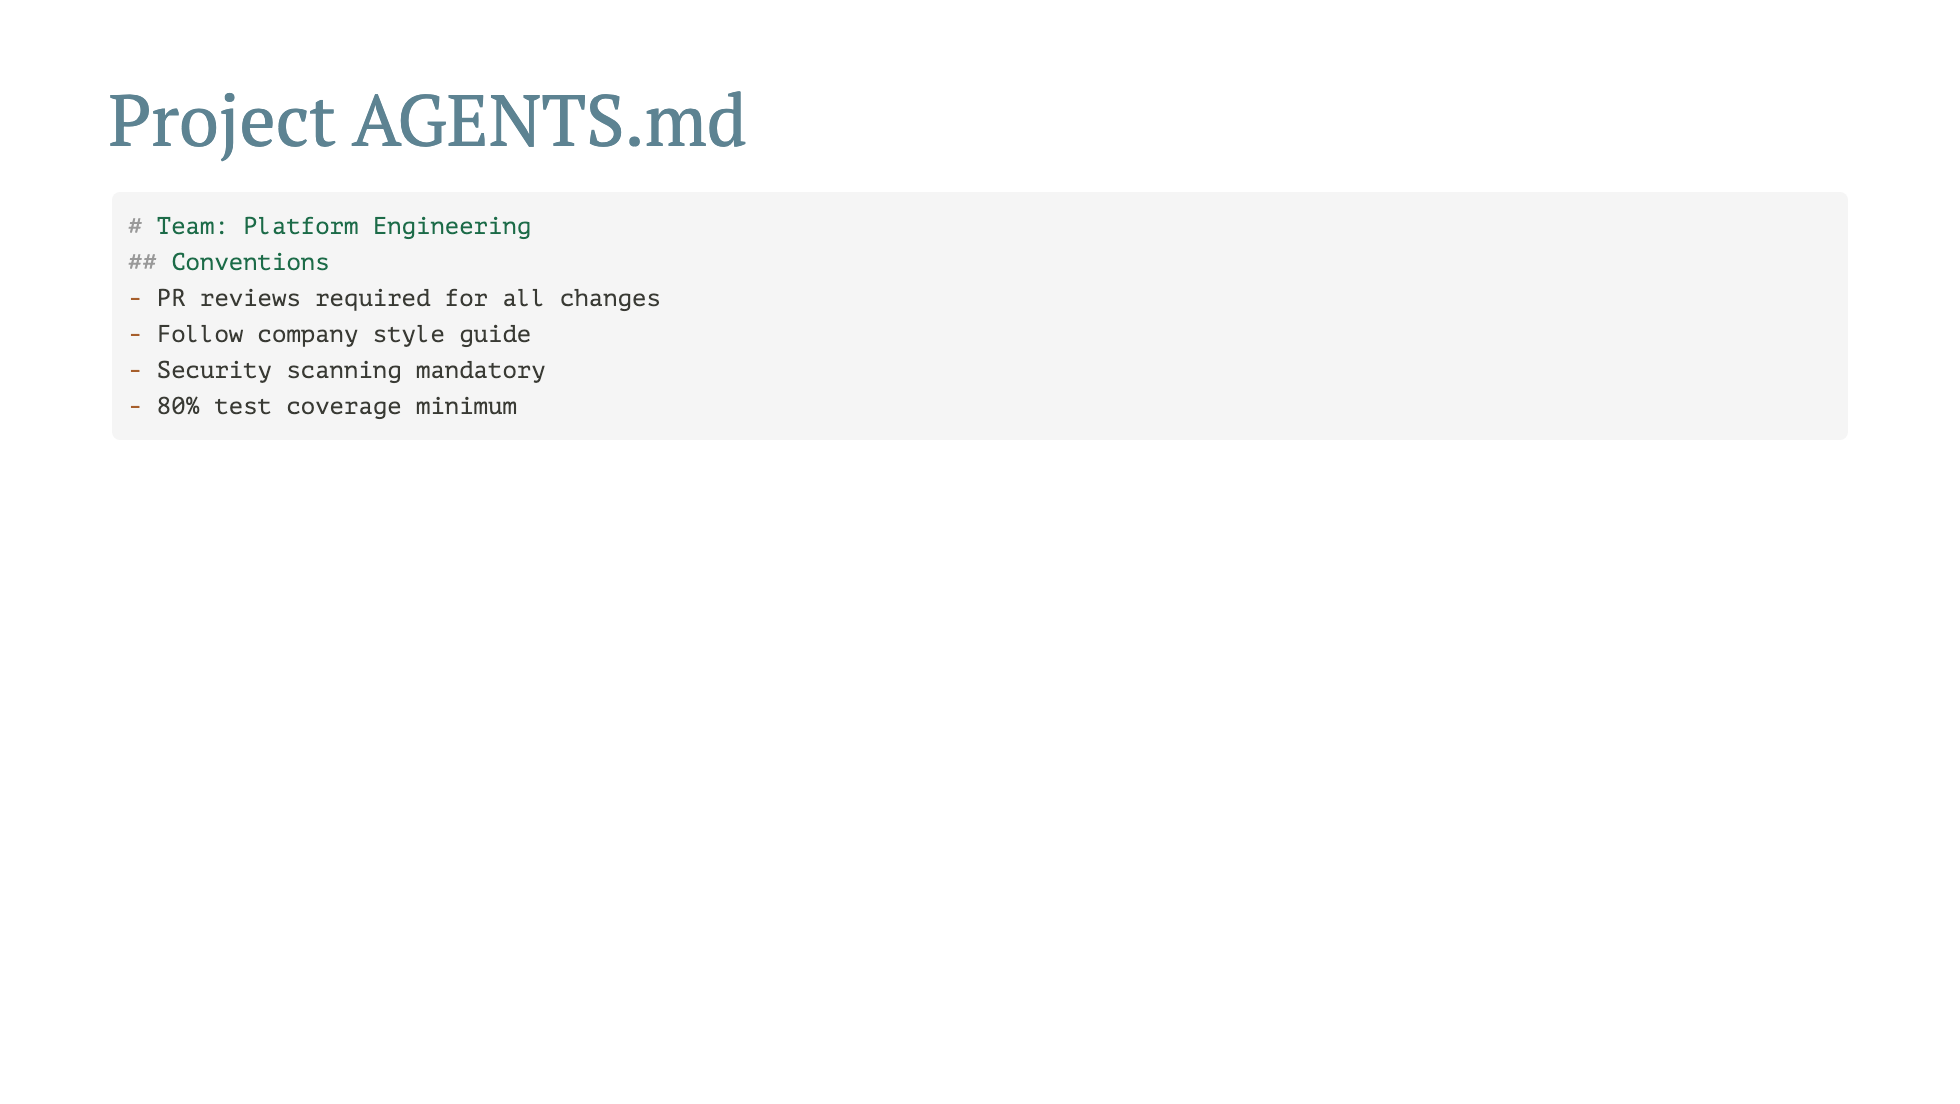 Project AGENTS.md
# Team: Platform Engineering
## Conventions
- PR reviews required for all changes
- Follow company style guide
- Security scanning mandatory
- 80% test coverage minimum